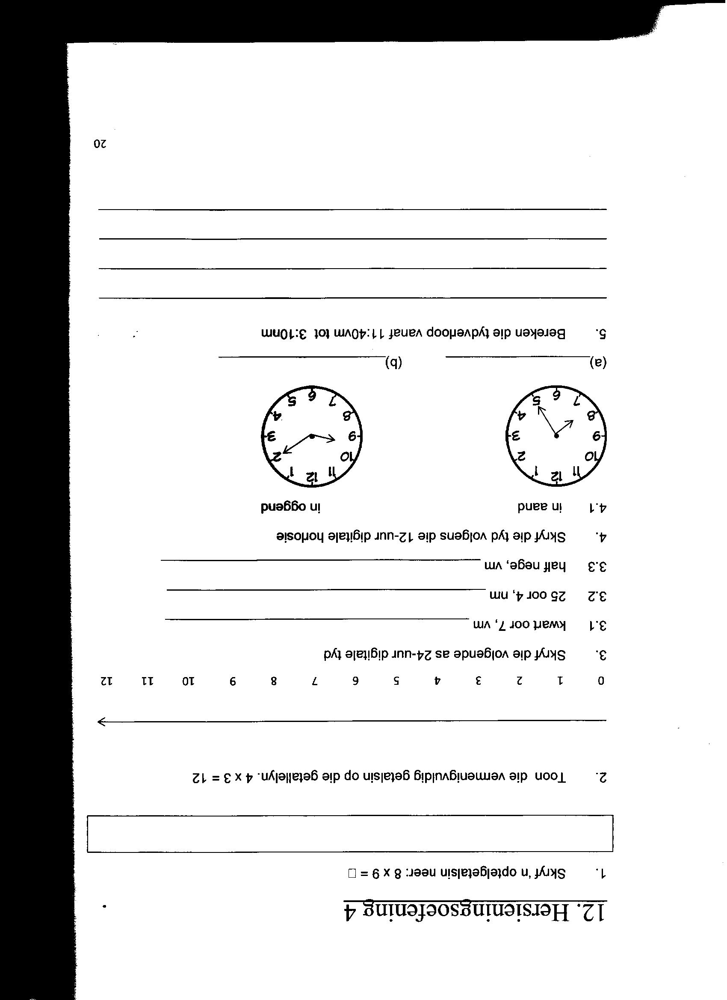 12. Hersieningsoefening 4
1. Skryf 'n optelgetalsin neer: 8 x 9 = □
2. Toon die vermenigvuldig getalsin op die getallelyn. 4 x 3 = 12
0 1 2 3 4 5 6 7 8 9 10 11 12
3. Skryf die volgende as 24-uur digitale tyd
3.1 kwart oor 7, vm
3.2 25 oor 4, nm
3.3 half nege, vm
4. Skryf die tyd volgens die 12-uur digitale horlosie
4.1 in aand in oggend
11 12 1
10 2
9 3
8 4
7 6 5
11 12 1
10 2
9 3
8 4
7 6 5
(a) (b)
5. Bereken die tydverloop vanaf 11:40vm tot 3:10nm
20